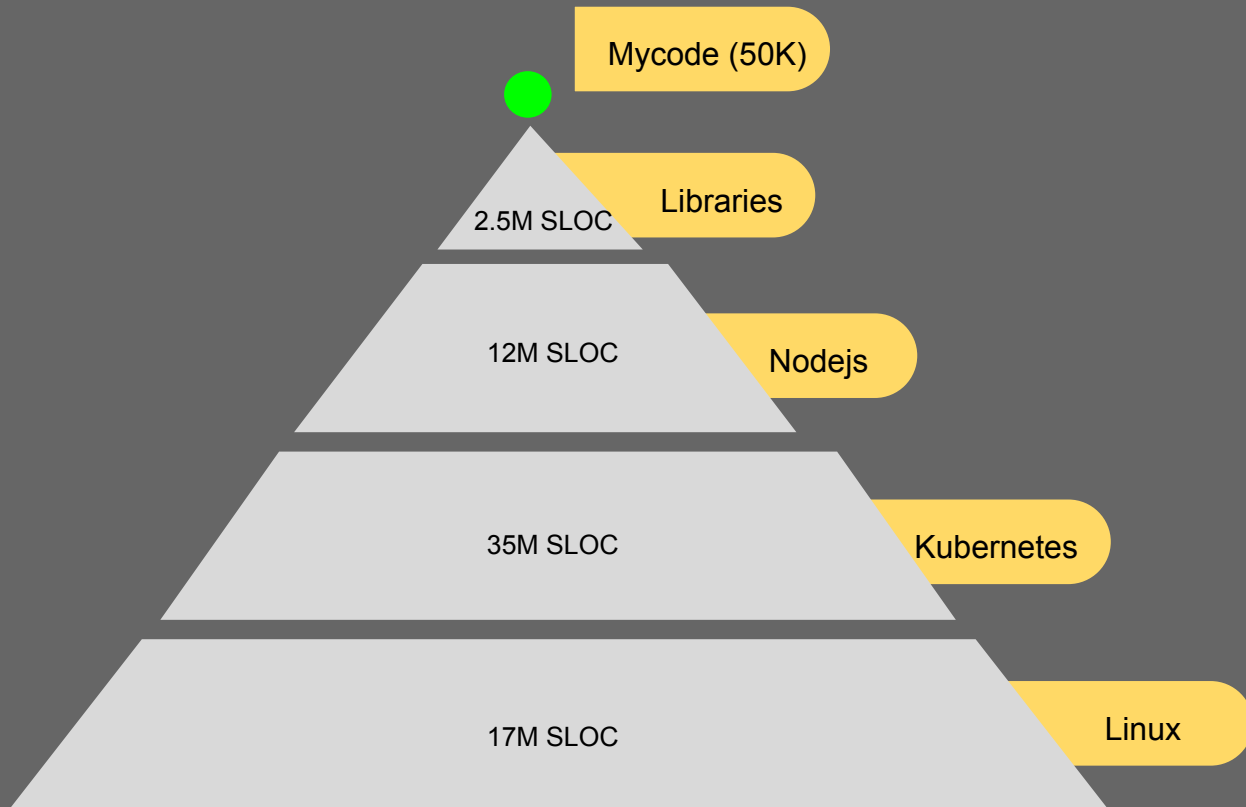 Mycode (50K)
Libraries
2.5M SLOC
12M SLOC
Nodejs
35M SLOC
Kubernetes
17M SLOC
Linux